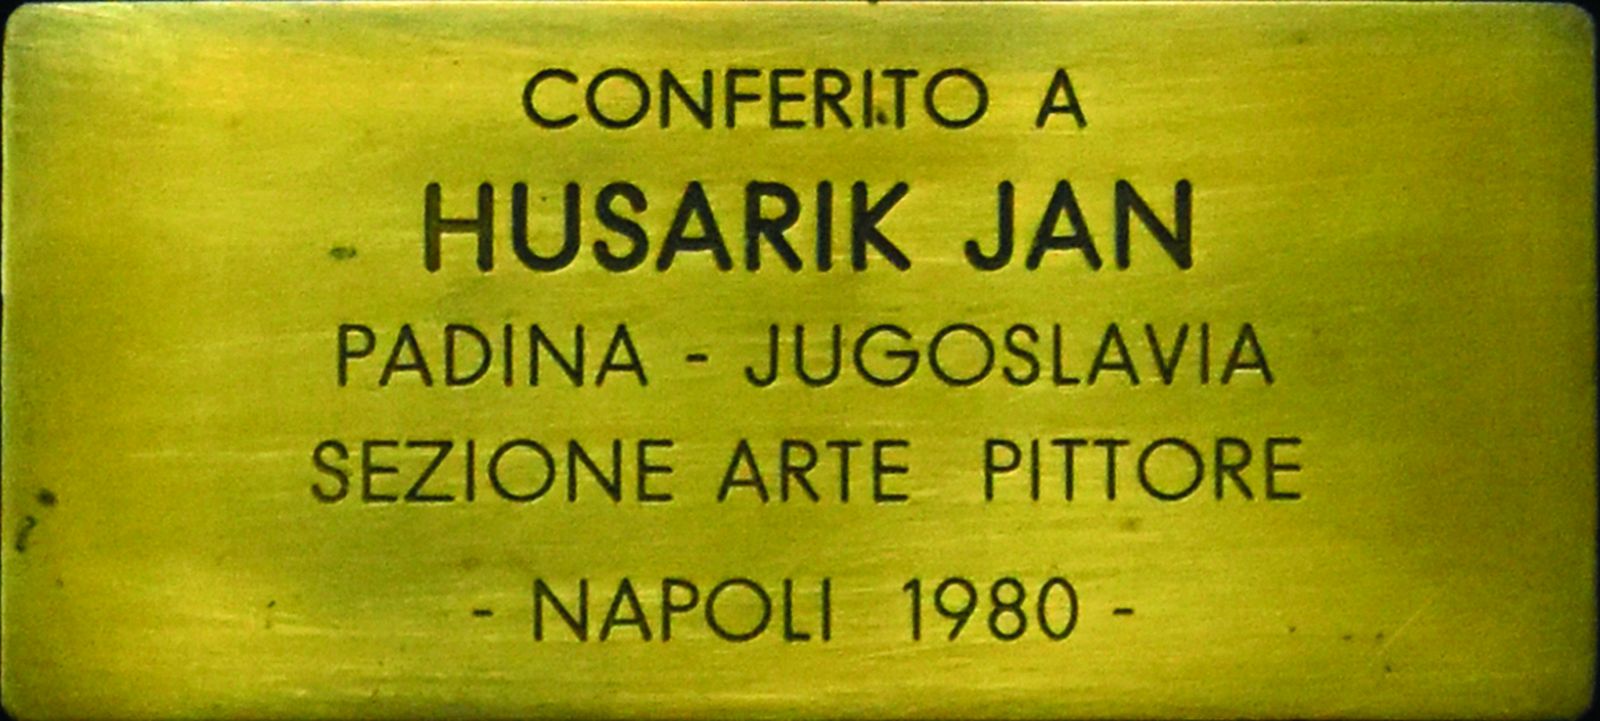 CONFERITO A
HUSARIK JAN
PADINA - JUGOSLAVIA
SEZIONE ARTE PITTORE
- NAPOLI 1980 -